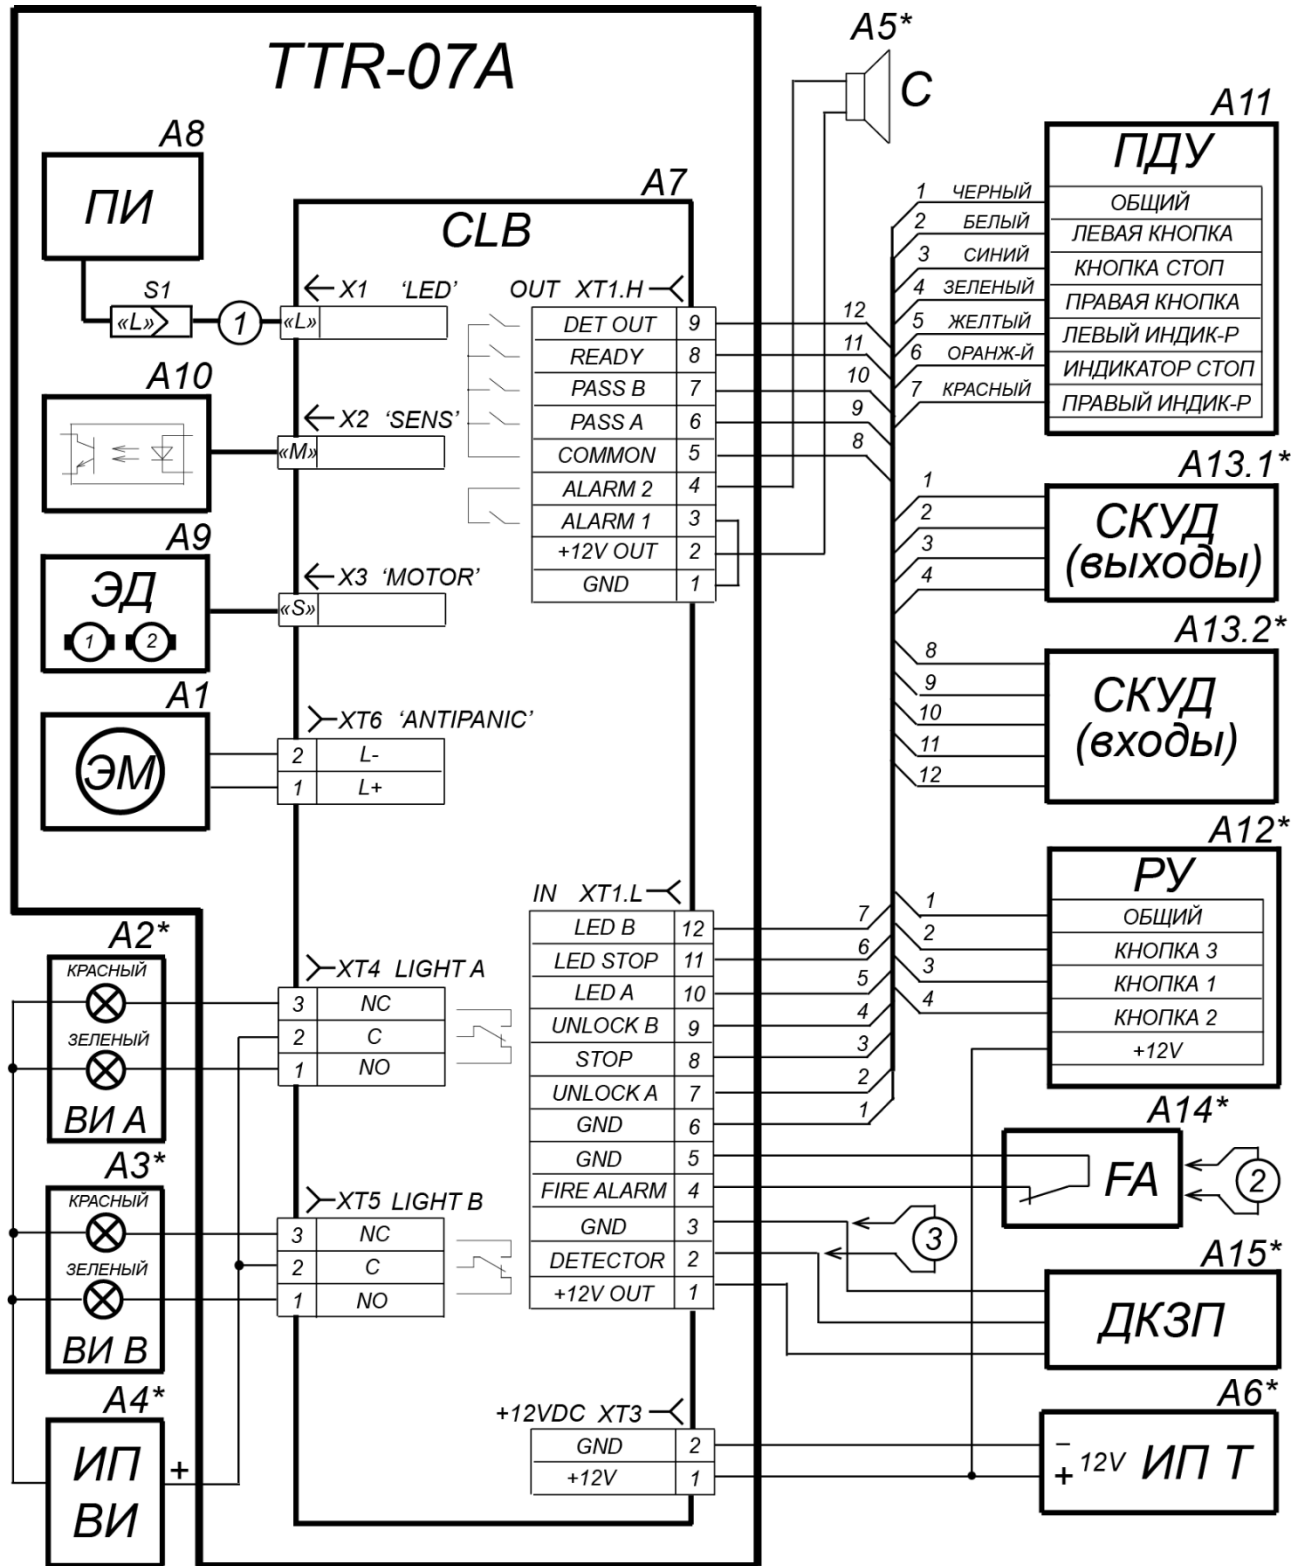 TTR-07A
A5*
C
A8
ПИ
S1
«L»
1
A10
A9
ЭД
1 2
A1
ЭМ
A7
CLB
X1 'LED'
«L»
X2 'SENS'
«M»
X3 'MOTOR'
«S»
XT6 'ANTIPANIC'
2 L-
1 L+
OUT XT1.H
DET OUT 9
READY 8
PASS B 7
PASS A 6
COMMON 5
ALARM 2 4
ALARM 1 3
+12V OUT 2
GND 1
12
11
10
9
8
A11
ПДУ
1 ЧЕРНЫЙ ОБЩИЙ
2 БЕЛЫЙ ЛЕВАЯ КНОПКА
3 СИНИЙ КНОПКА СТОП
4 ЗЕЛЕНЫЙ ПРАВАЯ КНОПКА
5 ЖЕЛТЫЙ ЛЕВЫЙ ИНДИК-Р
6 ОРАНЖ-Й ИНДИКАТОР СТОП
7 КРАСНЫЙ ПРАВЫЙ ИНДИК-Р
A13.1*
1
2
3
4
СКУД
(выходы)
A13.2*
8
9
10
11
12
СКУД
(входы)
A12*
РУ
1 ОБЩИЙ
2 КНОПКА 3
3 КНОПКА 1
4 КНОПКА 2
+12V
IN XT1.L
LED B 12 7
LED STOP 11 6
LED A 10 5
UNLOCK B 9 4
STOP 8 3
UNLOCK A 7 2
GND 6 1
GND 5
FIRE ALARM 4
GND 3
DETECTOR 2
+12V OUT 1
A14*
FA
2
3
A15*
ДКЗП
A2*
КРАСНЫЙ
ЗЕЛЕНЫЙ
ВИ А
XT4 LIGHT A
3 NC
2 C
1 NO
A3*
КРАСНЫЙ
ЗЕЛЕНЫЙ
ВИ В
XT5 LIGHT B
3 NC
2 C
1 NO
A4*
ИП
ВИ
+
+12VDC XT3
GND 2
+12V 1
A6*
–
+ 12V ИП Т